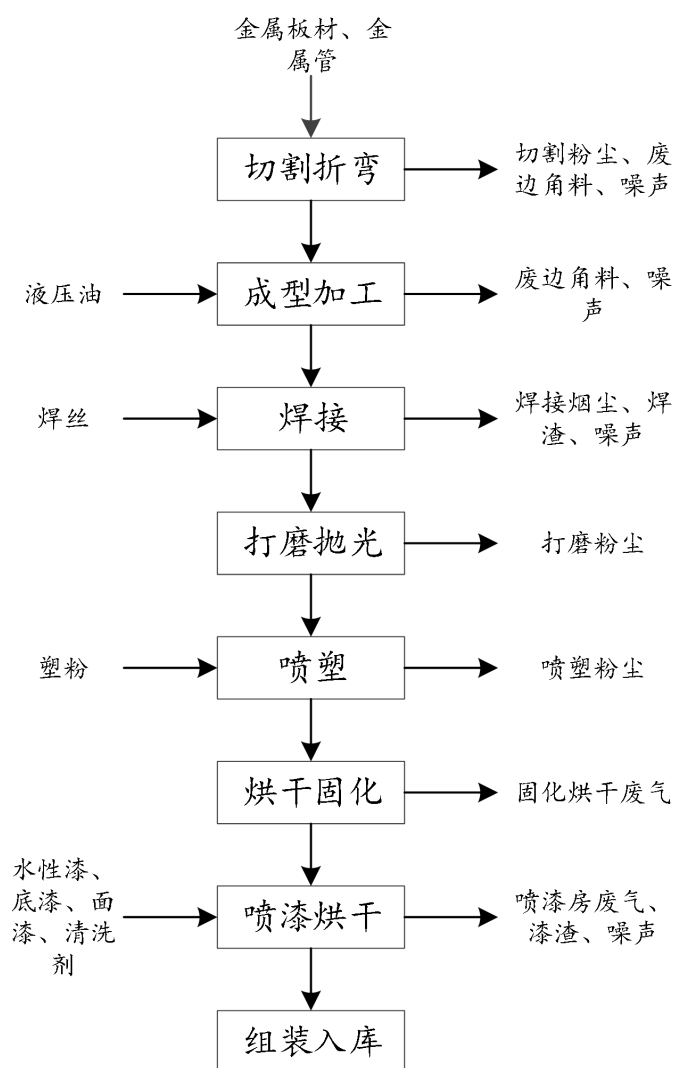 金属板材、金
属管
切割折弯
切割粉尘、废
边角料、噪声
液压油
成型加工
废边角料、噪
声
焊丝
焊接
焊接烟尘、焊
渣、噪声
打磨抛光
打磨粉尘
塑粉
喷塑
喷塑粉尘
烘干固化
固化烘干废气
水性漆、
底漆、面
漆、清洗
剂
喷漆烘干
喷漆房废气、
漆渣、噪声
组装入库